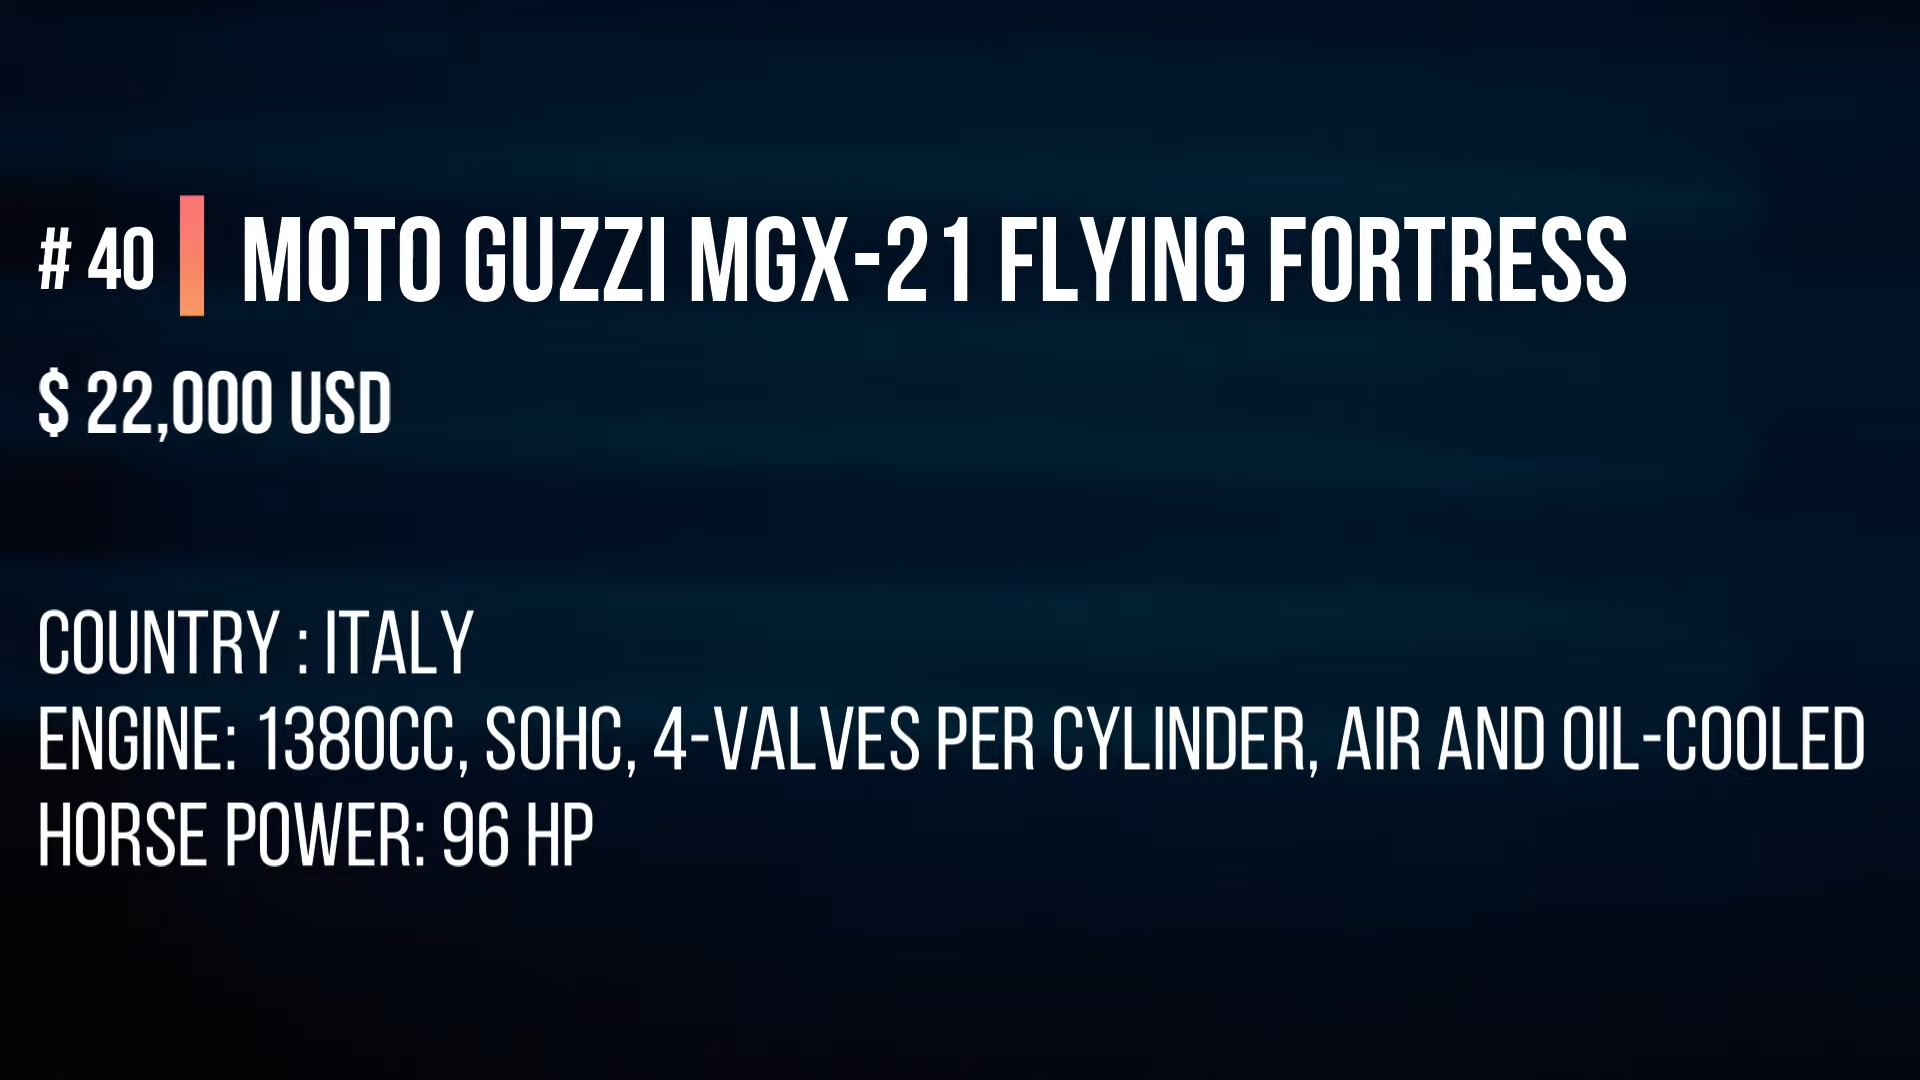 # 40 MOTO GUZZI MGX-21 FLYING FORTRESS
$ 22,000 USD
COUNTRY : ITALY
ENGINE: 1380CC, SOHC, 4-VALVES PER CYLINDER, AIR AND OIL-COOLED
HORSE POWER: 96 HP